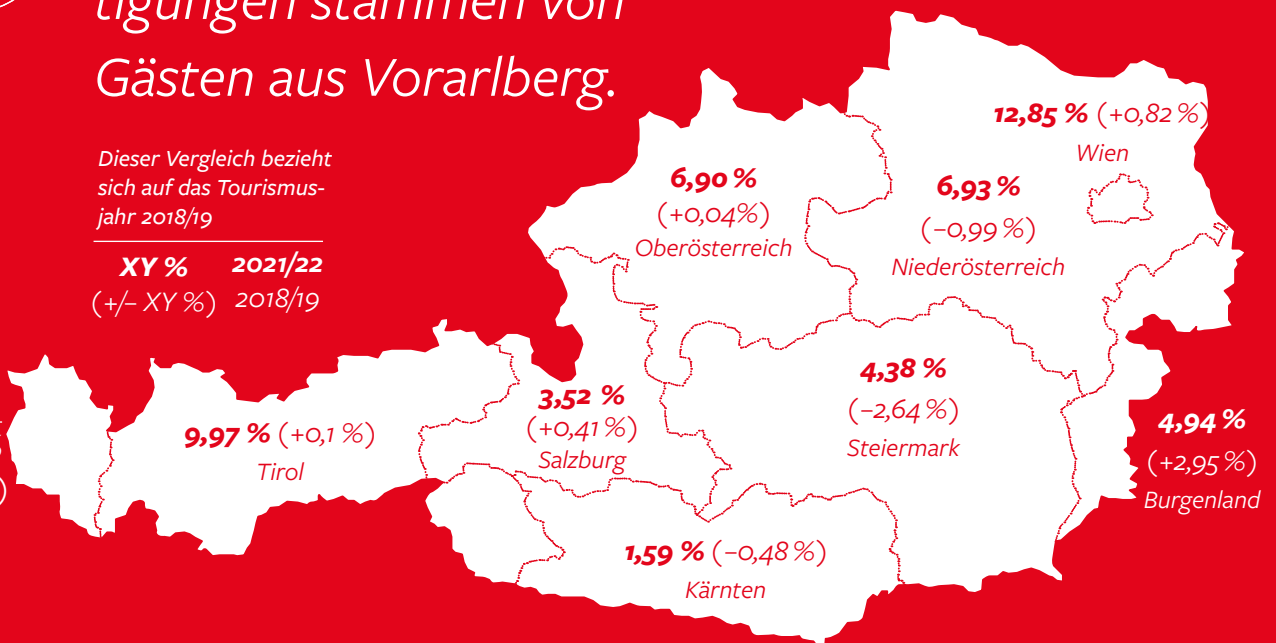 tigungen stammen von
Gästen aus Vorarlberg.
Dieser Vergleich bezieht
sich auf das Tourismus-
jahr 2018/19
XY % 2021/22
(+/– XY %) 2018/19
12,85 % (+0,82 %)
Wien
6,90 %
(+0,04%)
Oberösterreich
6,93 %
(–0,99 %)
Niederösterreich
4,38 %
(–2,64 %)
Steiermark
3,52 %
(+0,41 %)
Salzburg
9,97 % (+0,1 %)
Tirol
4,94 %
(+2,95 %)
Burgenland
1,59 % (–0,48 %)
Kärnten